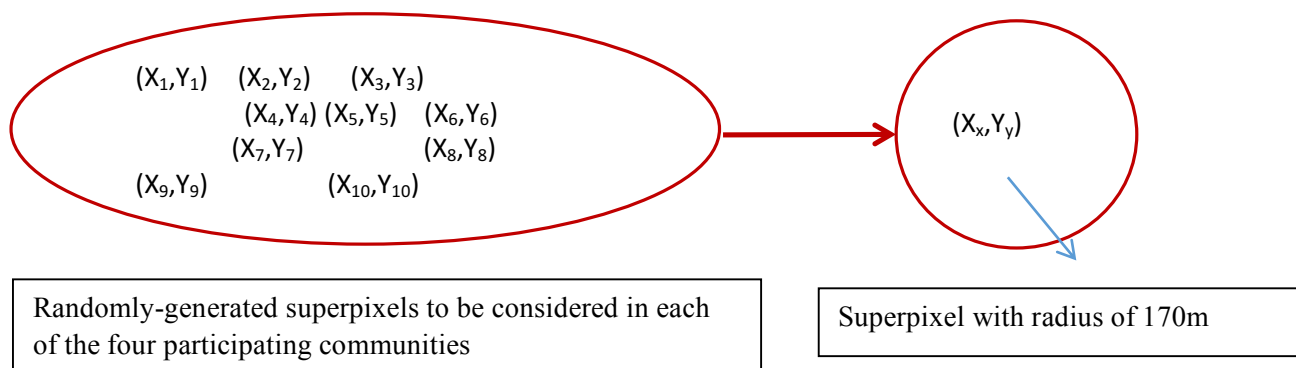 (X₁,Y₁) (X₂,Y₂) (X₃,Y₃)
(X₄,Y₄) (X₅,Y₅) (X₆,Y₆)
(X₇,Y₇) (X₈,Y₈)
(X₉,Y₉) (X₁₀,Y₁₀)
(Xₓ,Yᵧ)
Randomly-generated superpixels to be considered in each
of the four participating communities
Superpixel with radius of 170m